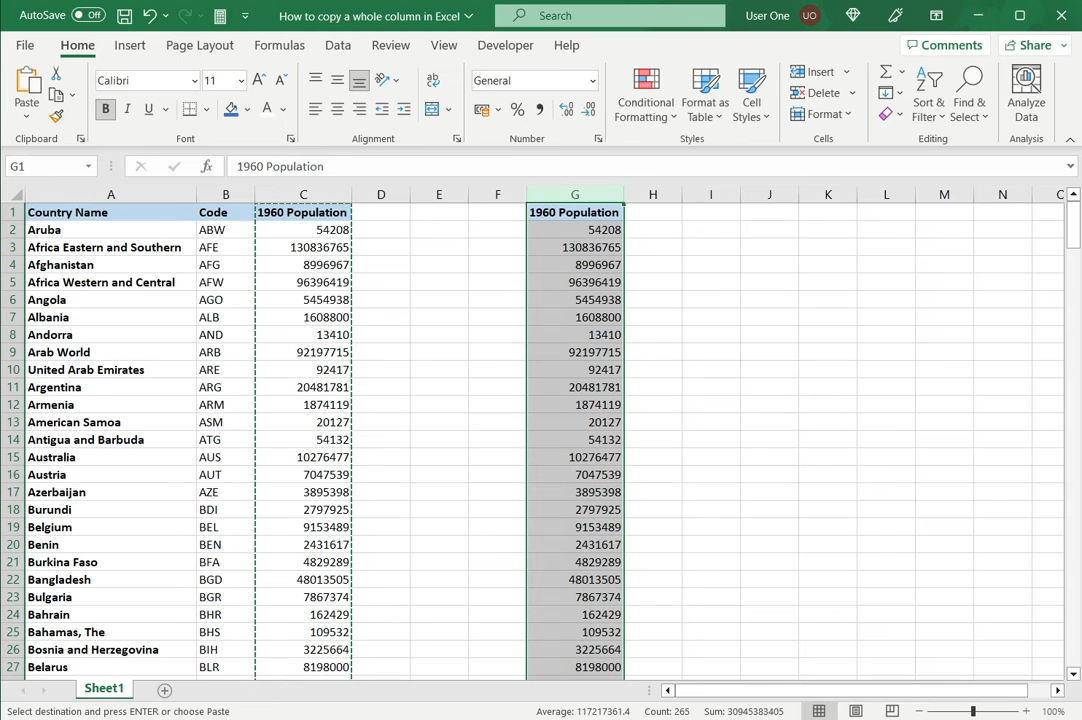 AutoSave Off How to copy a whole column in Excel Search User One UO
File Home Insert Page Layout Formulas Data Review View Developer Help Comments Share
Paste Calibri 11 General Conditional Formatting Format as Table Cell Styles Insert Delete Format Sort & Filter Find & Select Analyze Data
B I U
Clipboard Font Alignment Number Styles Cells Editing Analysis
G1 fx 1960 Population
A B C D E F G H I J K L M N
1 Country Name Code 1960 Population 1960 Population
2 Aruba ABW 54208 54208
3 Africa Eastern and Southern AFE 130836765 130836765
4 Afghanistan AFG 8996967 8996967
5 Africa Western and Central AFW 96396419 96396419
6 Angola AGO 5454938 5454938
7 Albania ALB 1608800 1608800
8 Andorra AND 13410 13410
9 Arab World ARB 92197715 92197715
10 United Arab Emirates ARE 92417 92417
11 Argentina ARG 20481781 20481781
12 Armenia ARM 1874119 1874119
13 American Samoa ASM 20127 20127
14 Antigua and Barbuda ATG 54132 54132
15 Australia AUS 10276477 10276477
16 Austria AUT 7047539 7047539
17 Azerbaijan AZE 3895398 3895398
18 Burundi BDI 2797925 2797925
19 Belgium BEL 9153489 9153489
20 Benin BEN 2431617 2431617
21 Burkina Faso BFA 4829289 4829289
22 Bangladesh BGD 48013505 48013505
23 Bulgaria BGR 7867374 7867374
24 Bahrain BHR 162429 162429
25 Bahamas, The BHS 109532 109532
26 Bosnia and Herzegovina BIH 3225664 3225664
27 Belarus BLR 8198000 8198000
Sheet1
Select destination and press ENTER or choose Paste Average: 117217361.4 Count: 265 Sum: 30945383405 100%